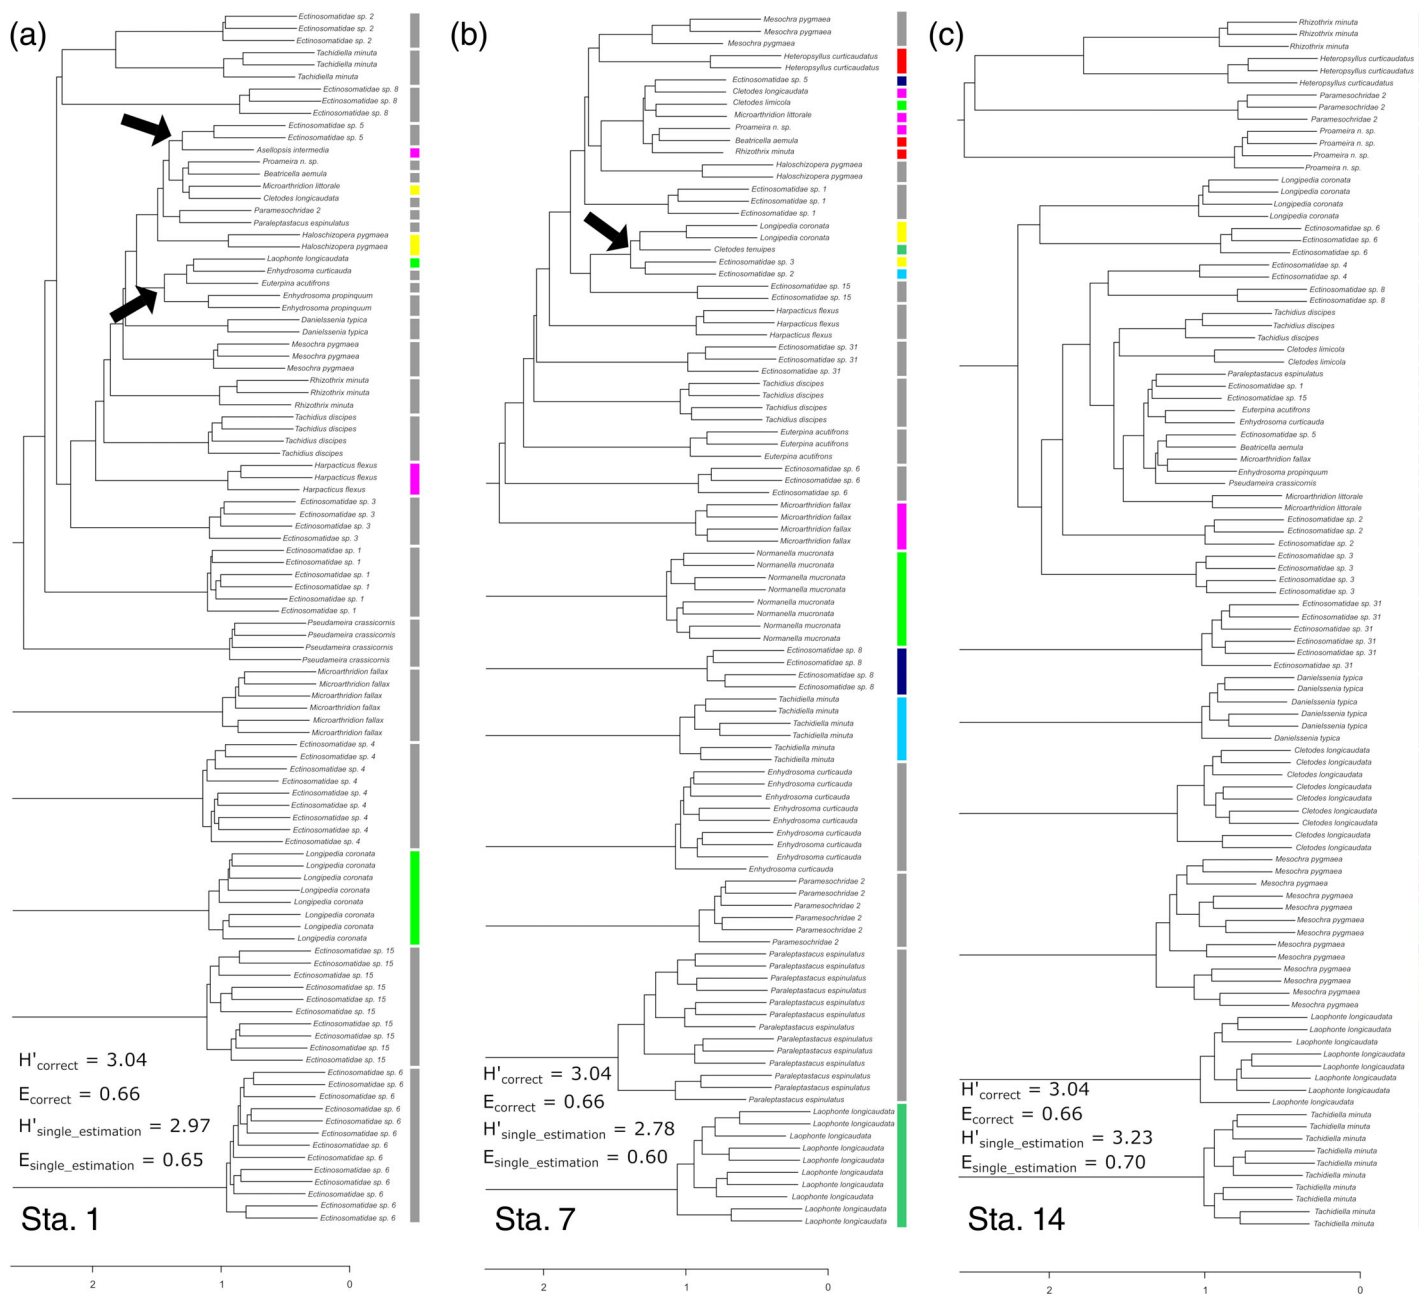 (a)
Ectinosomatidae sp. 2
Ectinosomatidae sp. 2
Ectinosomatidae sp. 2
Tachidiella minuta
Tachidiella minuta
Tachidiella minuta
Ectinosomatidae sp. 8
Ectinosomatidae sp. 8
Ectinosomatidae sp. 8
Ectinosomatidae sp. 5
Ectinosomatidae sp. 5
Asellopsis intermedia
Proameira n. sp.
Beatricella aemula
Microarthridion littorale
Cletodes longicaudata
Paramesochridae 2
Paraleptastacus espinulatus
Haloschizopera pygmaea
Haloschizopera pygmaea
Laophonte longicaudata
Enhydrosoma curticauda
Euterpina acutifrons
Enhydrosoma propinquum
Enhydrosoma propinquum
Danielssenia typica
Danielssenia typica
Mesochra pygmaea
Mesochra pygmaea
Mesochra pygmaea
Rhizothrix minuta
Rhizothrix minuta
Rhizothrix minuta
Tachidius discipes
Tachidius discipes
Tachidius discipes
Tachidius discipes
Harpacticus flexus
Harpacticus flexus
Harpacticus flexus
Ectinosomatidae sp. 3
Ectinosomatidae sp. 3
Ectinosomatidae sp. 3
Ectinosomatidae sp. 3
Ectinosomatidae sp. 1
Ectinosomatidae sp. 1
Ectinosomatidae sp. 1
Ectinosomatidae sp. 1
Ectinosomatidae sp. 1
Ectinosomatidae sp. 1
Pseudameira crassicornis
Pseudameira crassicornis
Pseudameira crassicornis
Pseudameira crassicornis
Microarthridion fallax
Microarthridion fallax
Microarthridion fallax
Microarthridion fallax
Microarthridion fallax
Microarthridion fallax
Ectinosomatidae sp. 4
Ectinosomatidae sp. 4
Ectinosomatidae sp. 4
Ectinosomatidae sp. 4
Ectinosomatidae sp. 4
Ectinosomatidae sp. 4
Ectinosomatidae sp. 4
Ectinosomatidae sp. 4
Ectinosomatidae sp. 4
Longipedia coronata
Longipedia coronata
Longipedia coronata
Longipedia coronata
Longipedia coronata
Longipedia coronata
Longipedia coronata
Longipedia coronata
Ectinosomatidae sp. 15
Ectinosomatidae sp. 15
Ectinosomatidae sp. 15
Ectinosomatidae sp. 15
Ectinosomatidae sp. 15
Ectinosomatidae sp. 15
Ectinosomatidae sp. 15
Ectinosomatidae sp. 15
Ectinosomatidae sp. 15
Ectinosomatidae sp. 15
Ectinosomatidae sp. 6
Ectinosomatidae sp. 6
Ectinosomatidae sp. 6
Ectinosomatidae sp. 6
Ectinosomatidae sp. 6
Ectinosomatidae sp. 6
Ectinosomatidae sp. 6
Ectinosomatidae sp. 6
Ectinosomatidae sp. 6
Ectinosomatidae sp. 6
Ectinosomatidae sp. 6
Ectinosomatidae sp. 6
Ectinosomatidae sp. 6
H'correct = 3.04
Ecorrect = 0.66
H'single_estimation = 2.97
Esingle_estimation = 0.65
Sta. 1
2 1 0
(b)
Mesochra pygmaea
Mesochra pygmaea
Mesochra pygmaea
Heteropsyllus curticaudatus
Heteropsyllus curticaudatus
Ectinosomatidae sp. 5
Cletodes longicaudata
Cletodes limicola
Microarthridion littorale
Proameira n. sp.
Beatricella aemula
Rhizothrix minuta
Haloschizopera pygmaea
Haloschizopera pygmaea
Ectinosomatidae sp. 1
Ectinosomatidae sp. 1
Ectinosomatidae sp. 1
Longipedia coronata
Longipedia coronata
Cletodes tenuipes
Ectinosomatidae sp. 3
Ectinosomatidae sp. 2
Ectinosomatidae sp. 15
Ectinosomatidae sp. 15
Harpacticus flexus
Harpacticus flexus
Harpacticus flexus
Ectinosomatidae sp. 31
Ectinosomatidae sp. 31
Ectinosomatidae sp. 31
Tachidius discipes
Tachidius discipes
Tachidius discipes
Tachidius discipes
Euterpina acutifrons
Euterpina acutifrons
Euterpina acutifrons
Ectinosomatidae sp. 6
Ectinosomatidae sp. 6
Ectinosomatidae sp. 6
Microarthridion fallax
Microarthridion fallax
Microarthridion fallax
Microarthridion fallax
Normanella mucronata
Normanella mucronata
Normanella mucronata
Normanella mucronata
Normanella mucronata
Normanella mucronata
Normanella mucronata
Normanella mucronata
Ectinosomatidae sp. 8
Ectinosomatidae sp. 8
Ectinosomatidae sp. 8
Ectinosomatidae sp. 8
Tachidiella minuta
Tachidiella minuta
Tachidiella minuta
Tachidiella minuta
Tachidiella minuta
Tachidiella minuta
Enhydrosoma curticauda
Enhydrosoma curticauda
Enhydrosoma curticauda
Enhydrosoma curticauda
Enhydrosoma curticauda
Enhydrosoma curticauda
Enhydrosoma curticauda
Enhydrosoma curticauda
Enhydrosoma curticauda
Paramesochridae 2
Paramesochridae 2
Paramesochridae 2
Paramesochridae 2
Paramesochridae 2
Paramesochridae 2
Paraleptastacus espinulatus
Paraleptastacus espinulatus
Paraleptastacus espinulatus
Paraleptastacus espinulatus
Paraleptastacus espinulatus
Paraleptastacus espinulatus
Paraleptastacus espinulatus
Paraleptastacus espinulatus
Paraleptastacus espinulatus
Paraleptastacus espinulatus
Paraleptastacus espinulatus
Paraleptastacus espinulatus
Paraleptastacus espinulatus
Laophonte longicaudata
Laophonte longicaudata
Laophonte longicaudata
Laophonte longicaudata
Laophonte longicaudata
Laophonte longicaudata
Laophonte longicaudata
Laophonte longicaudata
Laophonte longicaudata
Laophonte longicaudata
H'correct = 3.04
Ecorrect = 0.66
H'single_estimation = 2.78
Esingle_estimation = 0.60
Sta. 7
2 1 0
(c)
Rhizothrix minuta
Rhizothrix minuta
Rhizothrix minuta
Heteropsyllus curticaudatus
Heteropsyllus curticaudatus
Heteropsyllus curticaudatus
Paramesochridae 2
Paramesochridae 2
Paramesochridae 2
Proameira n. sp.
Proameira n. sp.
Proameira n. sp.
Proameira n. sp.
Longipedia coronata
Longipedia coronata
Longipedia coronata
Longipedia coronata
Ectinosomatidae sp. 6
Ectinosomatidae sp. 6
Ectinosomatidae sp. 6
Ectinosomatidae sp. 4
Ectinosomatidae sp. 4
Ectinosomatidae sp. 8
Ectinosomatidae sp. 8
Tachidius discipes
Tachidius discipes
Tachidius discipes
Cletodes limicola
Cletodes limicola
Paraleptastacus espinulatus
Ectinosomatidae sp. 1
Ectinosomatidae sp. 15
Euterpina acutifrons
Enhydrosoma curticauda
Ectinosomatidae sp. 5
Beatricella aemula
Microarthridion fallax
Enhydrosoma propinquum
Pseudameira crassicornis
Microarthridion littorale
Microarthridion littorale
Ectinosomatidae sp. 2
Ectinosomatidae sp. 2
Ectinosomatidae sp. 2
Ectinosomatidae sp. 3
Ectinosomatidae sp. 3
Ectinosomatidae sp. 3
Ectinosomatidae sp. 3
Ectinosomatidae sp. 31
Ectinosomatidae sp. 31
Ectinosomatidae sp. 31
Ectinosomatidae sp. 31
Ectinosomatidae sp. 31
Ectinosomatidae sp. 31
Danielssenia typica
Danielssenia typica
Danielssenia typica
Danielssenia typica
Danielssenia typica
Danielssenia typica
Cletodes longicaudata
Cletodes longicaudata
Cletodes longicaudata
Cletodes longicaudata
Cletodes longicaudata
Cletodes longicaudata
Cletodes longicaudata
Cletodes longicaudata
Cletodes longicaudata
Mesochra pygmaea
Mesochra pygmaea
Mesochra pygmaea
Mesochra pygmaea
Mesochra pygmaea
Mesochra pygmaea
Mesochra pygmaea
Mesochra pygmaea
Mesochra pygmaea
Mesochra pygmaea
Mesochra pygmaea
Mesochra pygmaea
Mesochra pygmaea
Laophonte longicaudata
Laophonte longicaudata
Laophonte longicaudata
Laophonte longicaudata
Laophonte longicaudata
Laophonte longicaudata
Laophonte longicaudata
Laophonte longicaudata
Tachidiella minuta
Tachidiella minuta
Tachidiella minuta
Tachidiella minuta
Tachidiella minuta
Tachidiella minuta
Tachidiella minuta
Tachidiella minuta
Tachidiella minuta
Tachidiella minuta
H'correct = 3.04
Ecorrect = 0.66
H'single_estimation = 3.23
Esingle_estimation = 0.70
Sta. 14
2 1 0